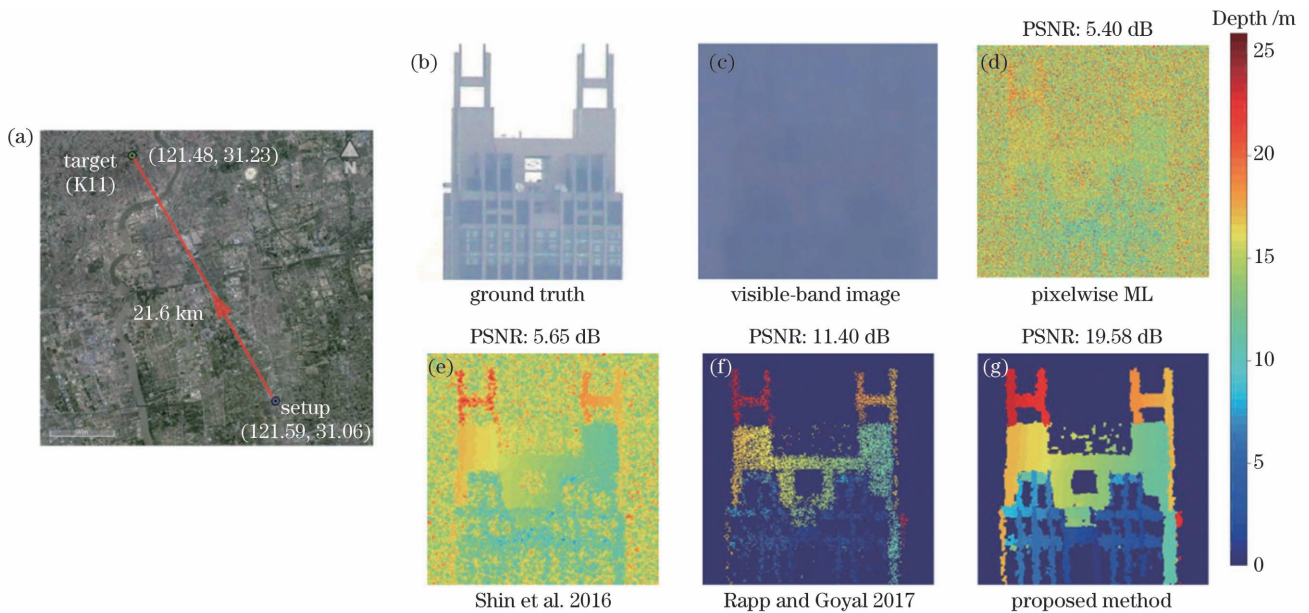 (a)
target
(K11)
(121.48, 31.23)
N
21.6 km
setup
(121.59, 31.06)
(b)
ground truth
(c)
visible-band image
PSNR: 5.40 dB
(d)
pixelwise ML
PSNR: 5.65 dB
(e)
Shin et al. 2016
PSNR: 11.40 dB
(f)
Rapp and Goyal 2017
PSNR: 19.58 dB
(g)
proposed method
Depth /m
25
20
15
10
5
0